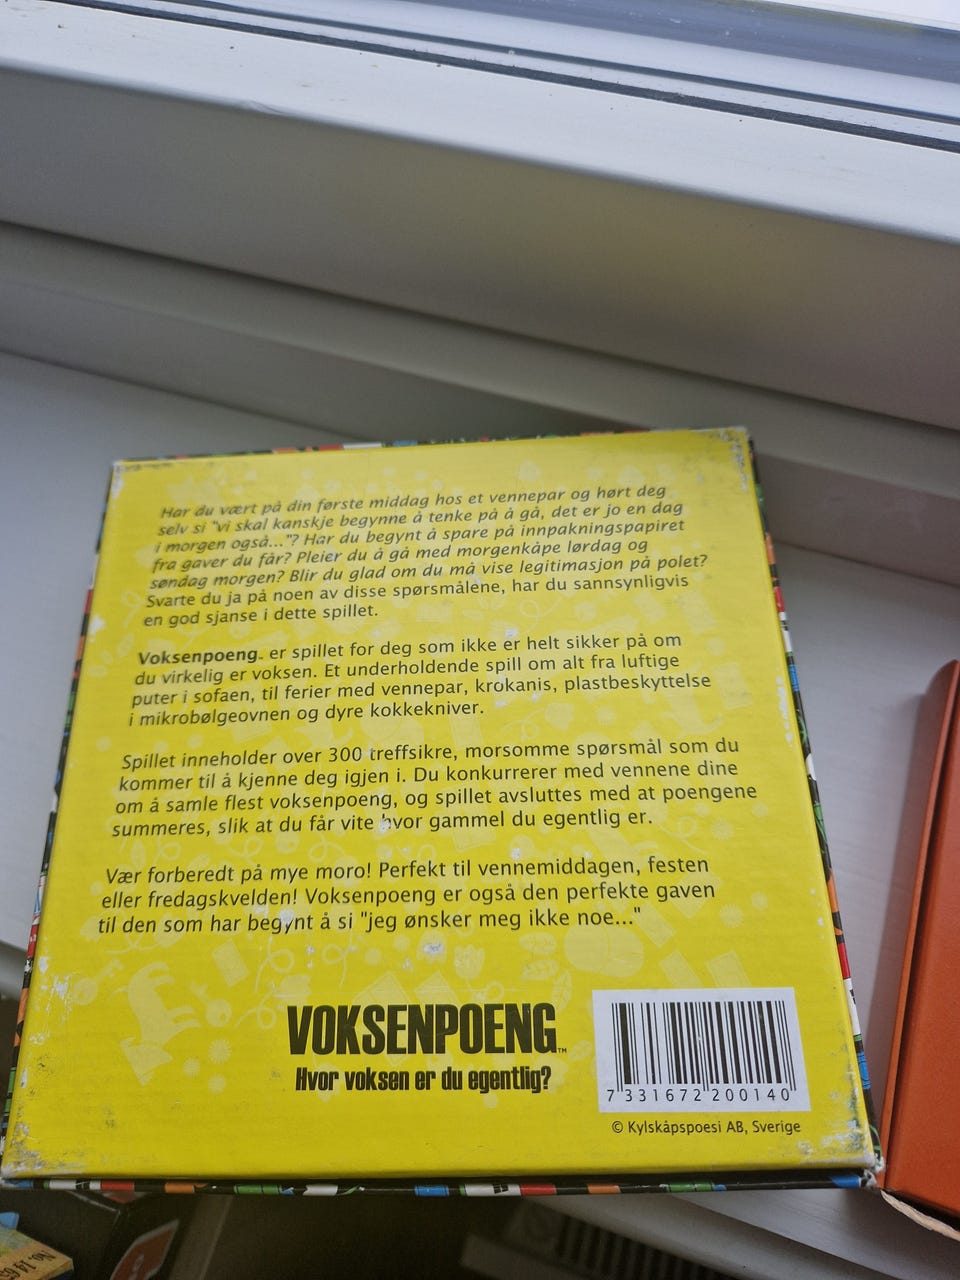 Har du vært på din første middag hos et vennepar og hørt deg
selv si "vi skal kanskje begynne å tenke på å gå, det er jo en dag
i morgen også..."? Har du begynt å spare på innpakningspapiret
fra gaver du får? Pleier du å gå med morgenkåpe lørdag og
søndag morgen? Blir du glad om du må vise legitimasjon på polet?
Svarte du ja på noen av disse spørsmålene, har du sannsynligvis
en god sjanse i dette spillet.
Voksenpoeng™ er spillet for deg som ikke er helt sikker på om
du virkelig er voksen. Et underholdende spill om alt fra luftige
puter i sofaen, til ferier med vennepar, krokanis, plastbeskyttelse
i mikrobølgeovnen og dyre kokkekniver.
Spillet inneholder over 300 treffsikre, morsomme spørsmål som du
kommer til å kjenne deg igjen i. Du konkurrerer med vennene dine
om å samle flest voksenpoeng, og spillet avsluttes med at poengene
summeres, slik at du får vite hvor gammel du egentlig er.
Vær forberedt på mye moro! Perfekt til vennemiddagen, festen
eller fredagskvelden! Voksenpoeng er også den perfekte gaven
til den som har begynt å si "jeg ønsker meg ikke noe..."
VOKSENPOENG™
Hvor voksen er du egentlig?
7 331672 200140
© Kylskåpspoesi AB, Sverige